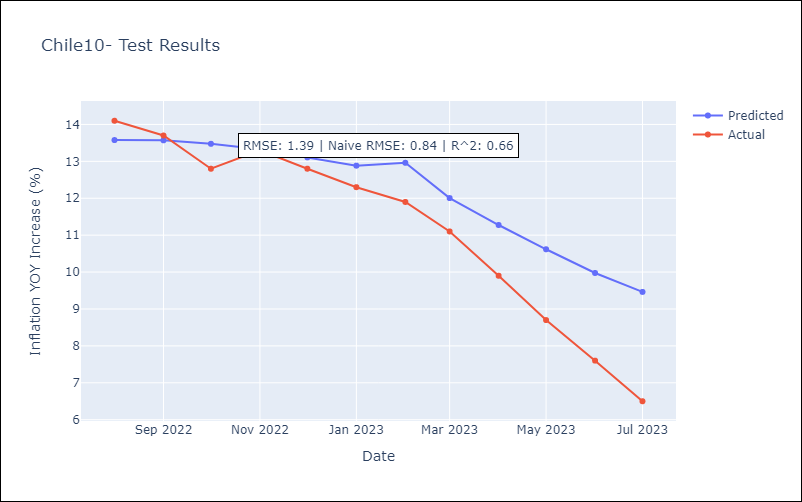 Chile10- Test Results
Predicted
Actual
RMSE: 1.39 | Naive RMSE: 0.84 | R^2: 0.66
Inflation YOY Increase (%)
14
13
12
11
10
9
8
7
6
Sep 2022 Nov 2022 Jan 2023 Mar 2023 May 2023 Jul 2023
Date